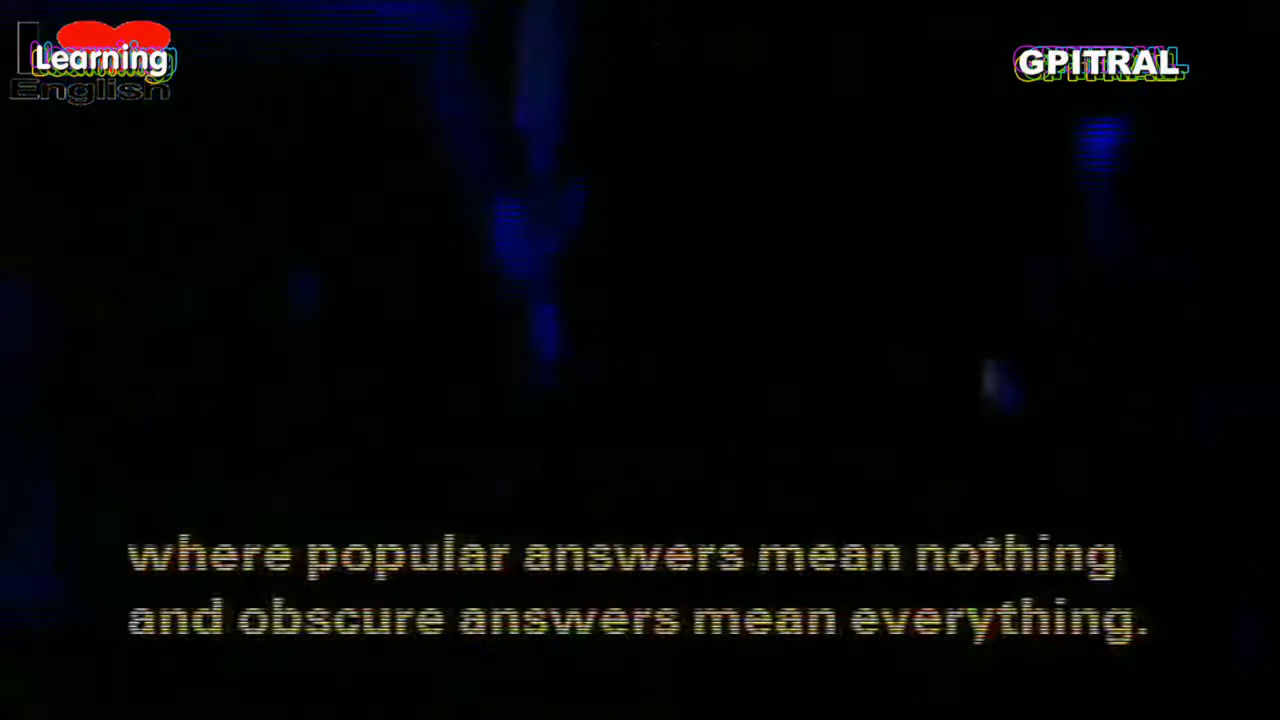 I
Learning
English
GPITRAL
where popular answers mean nothing
and obscure answers mean everything.